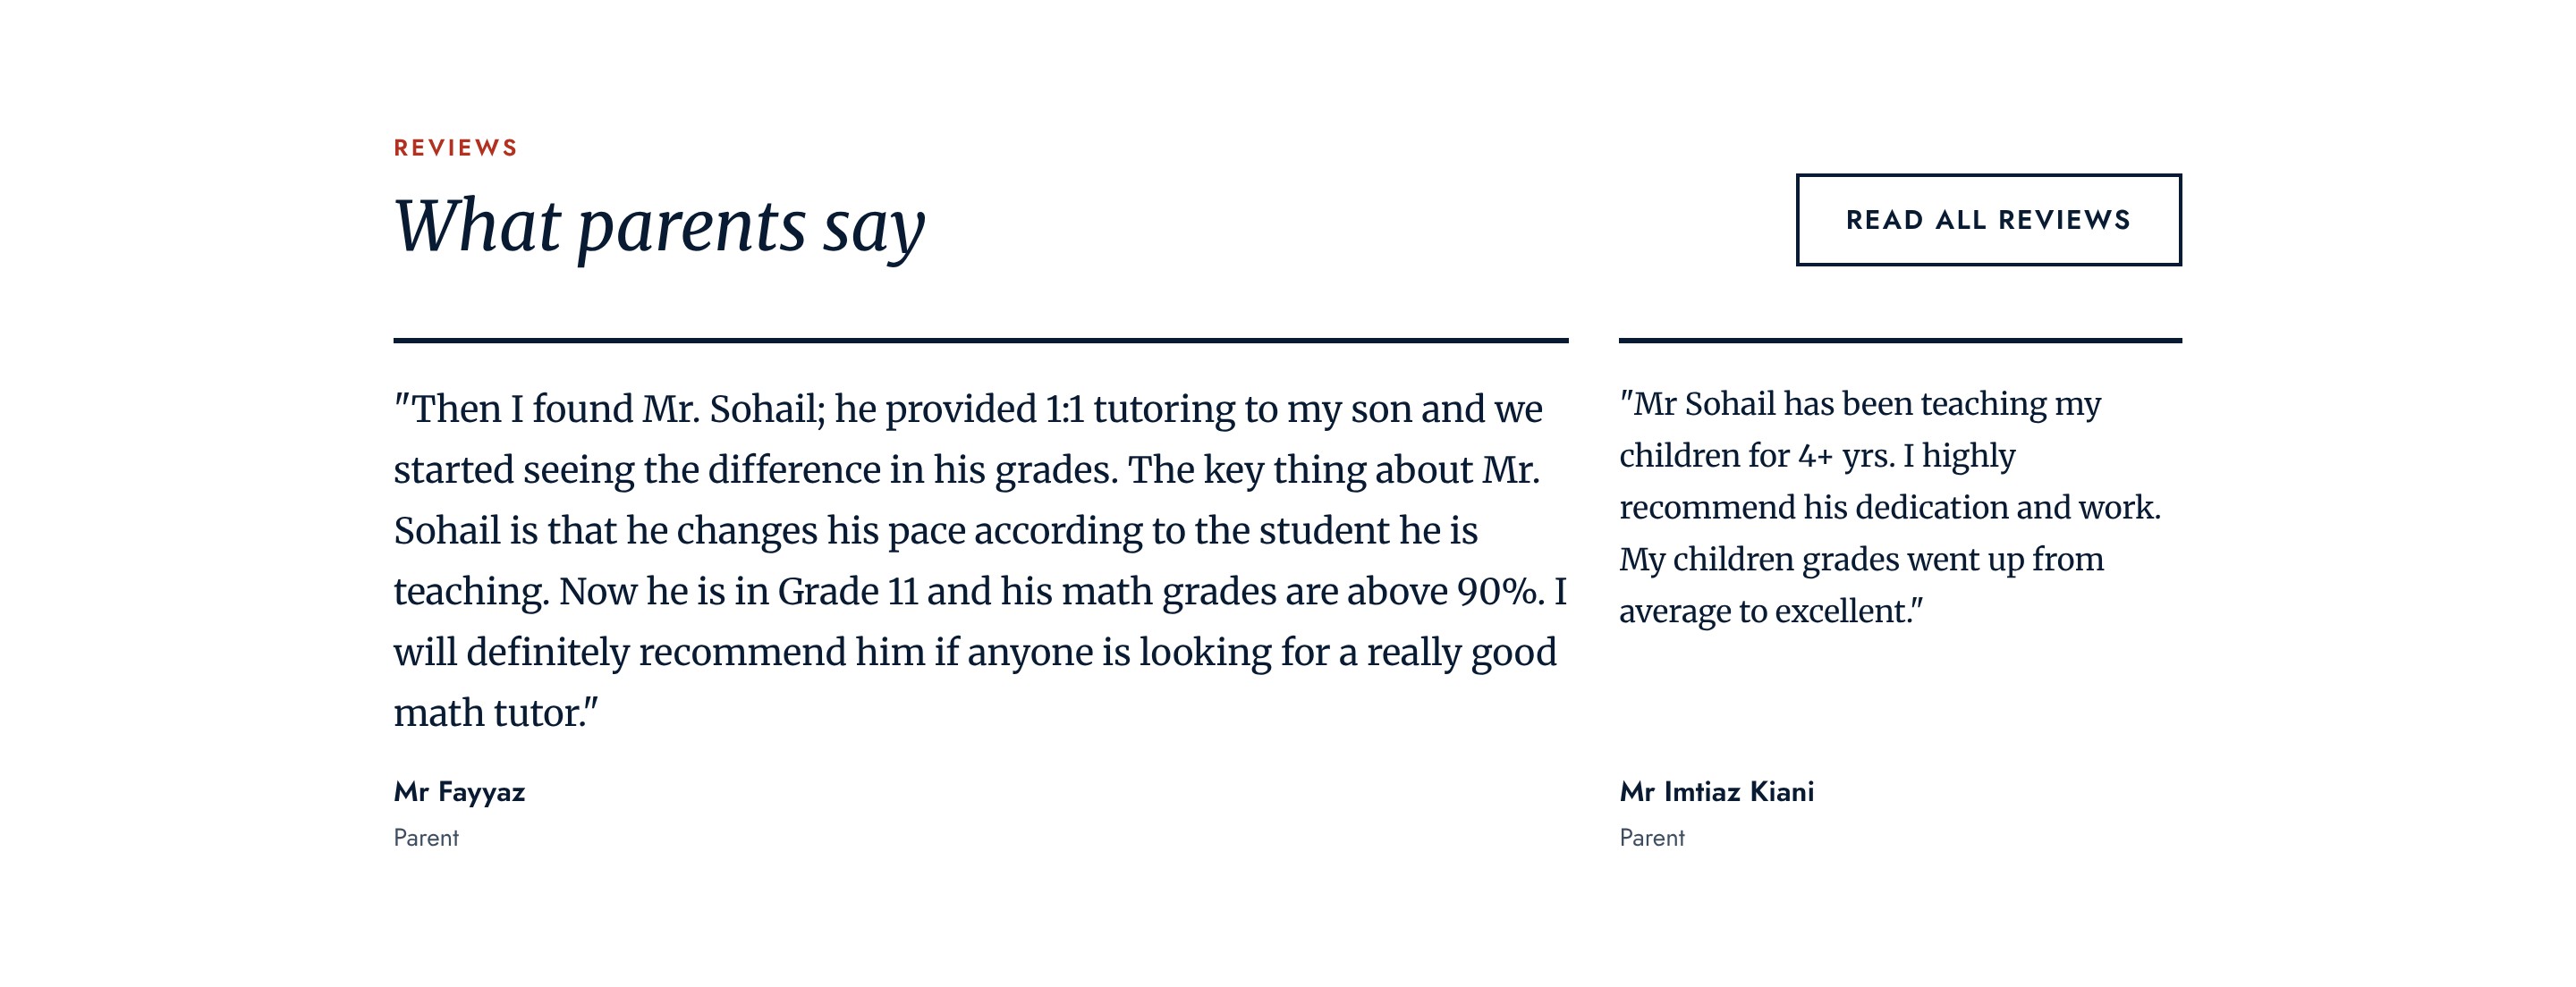 REVIEWS
What parents say
READ ALL REVIEWS
"Then I found Mr. Sohail; he provided 1:1 tutoring to my son and we
started seeing the difference in his grades. The key thing about Mr.
Sohail is that he changes his pace according to the student he is
teaching. Now he is in Grade 11 and his math grades are above 90%. I
will definitely recommend him if anyone is looking for a really good
math tutor."
Mr Fayyaz
Parent
"Mr Sohail has been teaching my
children for 4+ yrs. I highly
recommend his dedication and work.
My children grades went up from
average to excellent."
Mr Imtiaz Kiani
Parent